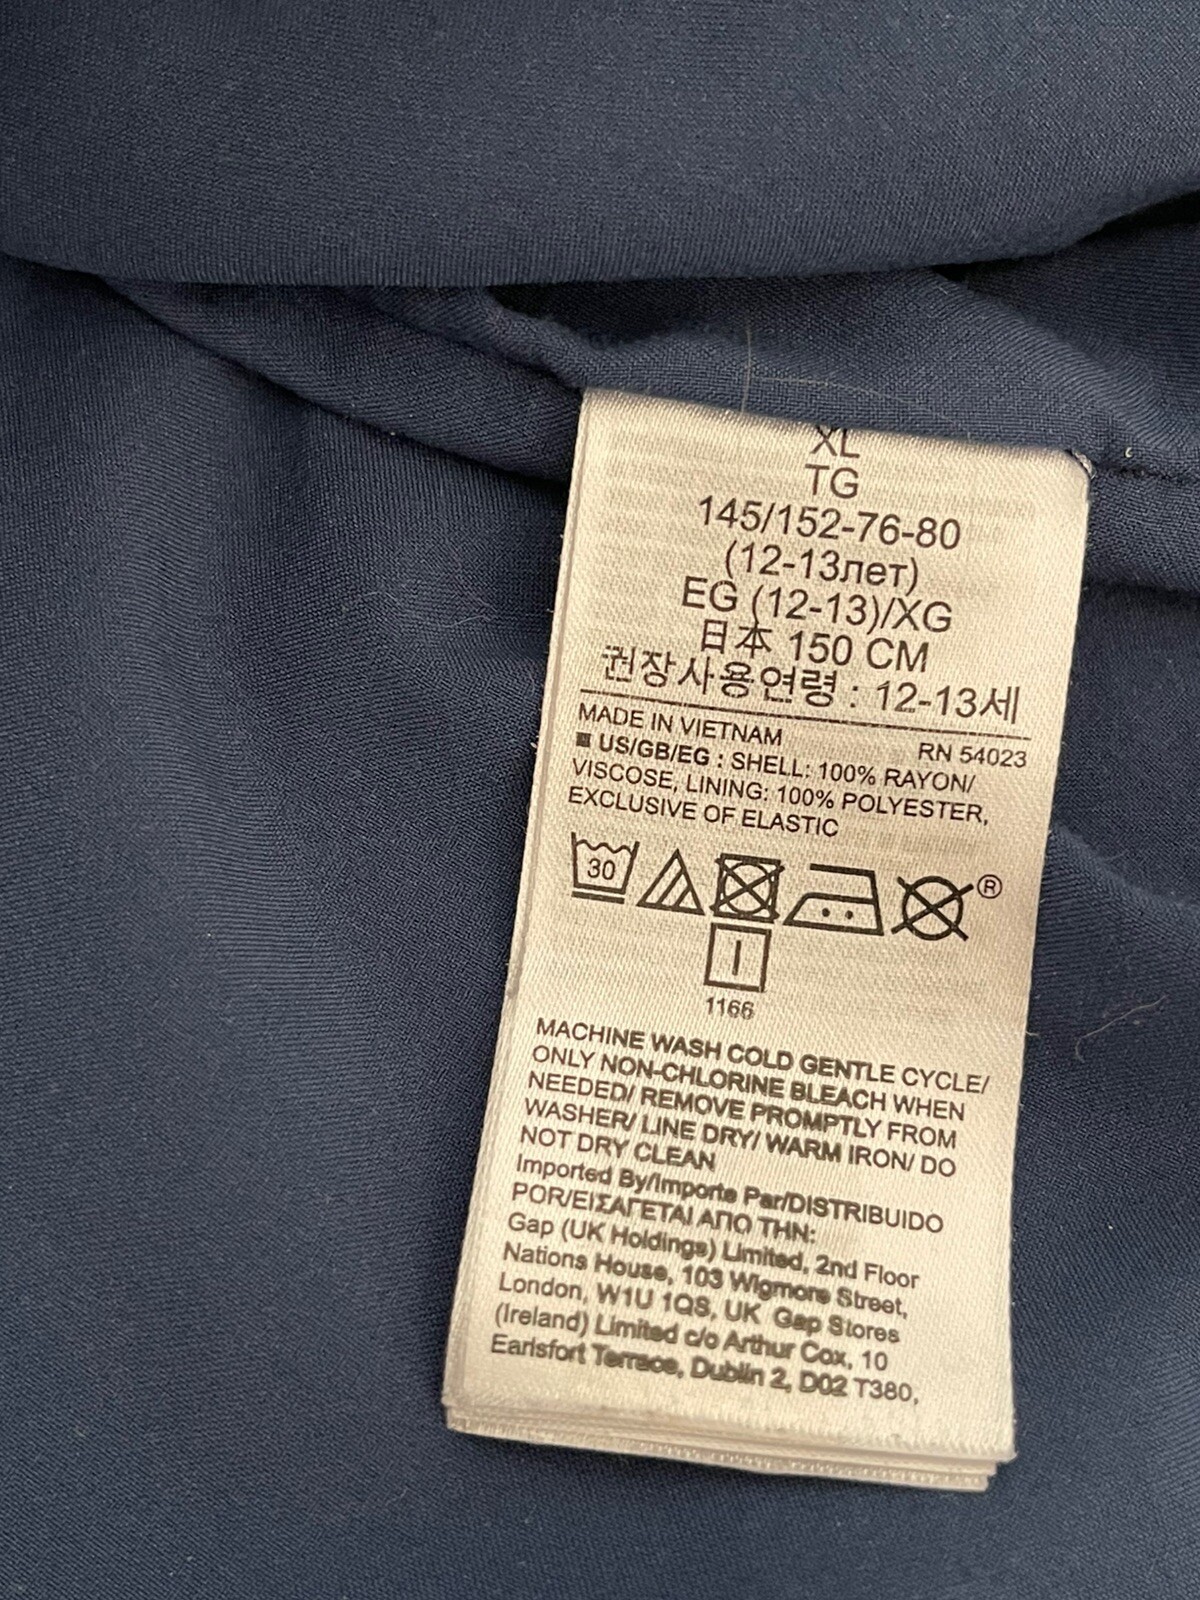 XL
TG
145/152-76-80
(12-13лет)
EG (12-13)/XG
日本 150 CM
권장사용연령 : 12-13세
MADE IN VIETNAM
RN 54023
US/GB/EG : SHELL: 100% RAYON/
VISCOSE, LINING: 100% POLYESTER,
EXCLUSIVE OF ELASTIC
30
®
1166
MACHINE WASH COLD GENTLE CYCLE/
ONLY NON-CHLORINE BLEACH WHEN
NEEDED/ REMOVE PROMPTLY FROM
WASHER/ LINE DRY/ WARM IRON/ DO
NOT DRY CLEAN
Imported By/Importe Par/DISTRIBUIDO
POR/ΕΙΣΑΓΕΤΑΙ ΑΠΟ ΤΗΝ:
Gap (UK Holdings) Limited, 2nd Floor
Nations House, 103 Wigmore Street,
London, W1U 1QS, UK Gap Stores
(Ireland) Limited c/o Arthur Cox, 10
Earlsfort Terrace, Dublin 2, D02 T380,